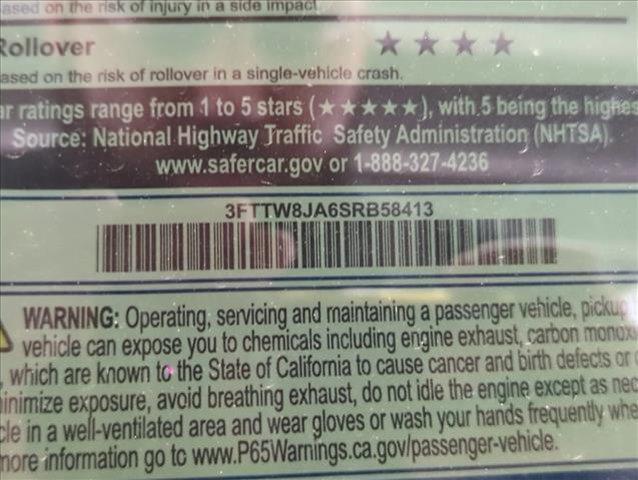 ased on the risk of injury in a side impact.
Rollover ★ ★ ★ ★
ased on the risk of rollover in a single-vehicle crash.
ar ratings range from 1 to 5 stars (★★★★★), with 5 being the highes
Source: National Highway Traffic Safety Administration (NHTSA).
www.safercar.gov or 1-888-327-4236
3FTTW8JA6SRB58413
WARNING: Operating, servicing and maintaining a passenger vehicle, pickup
vehicle can expose you to chemicals including engine exhaust, carbon monox
, which are known to the State of California to cause cancer and birth defects or
inimize exposure, avoid breathing exhaust, do not idle the engine except as nec
cle in a well-ventilated area and wear gloves or wash your hands frequently whe
more information go to www.P65Warnings.ca.gov/passenger-vehicle.